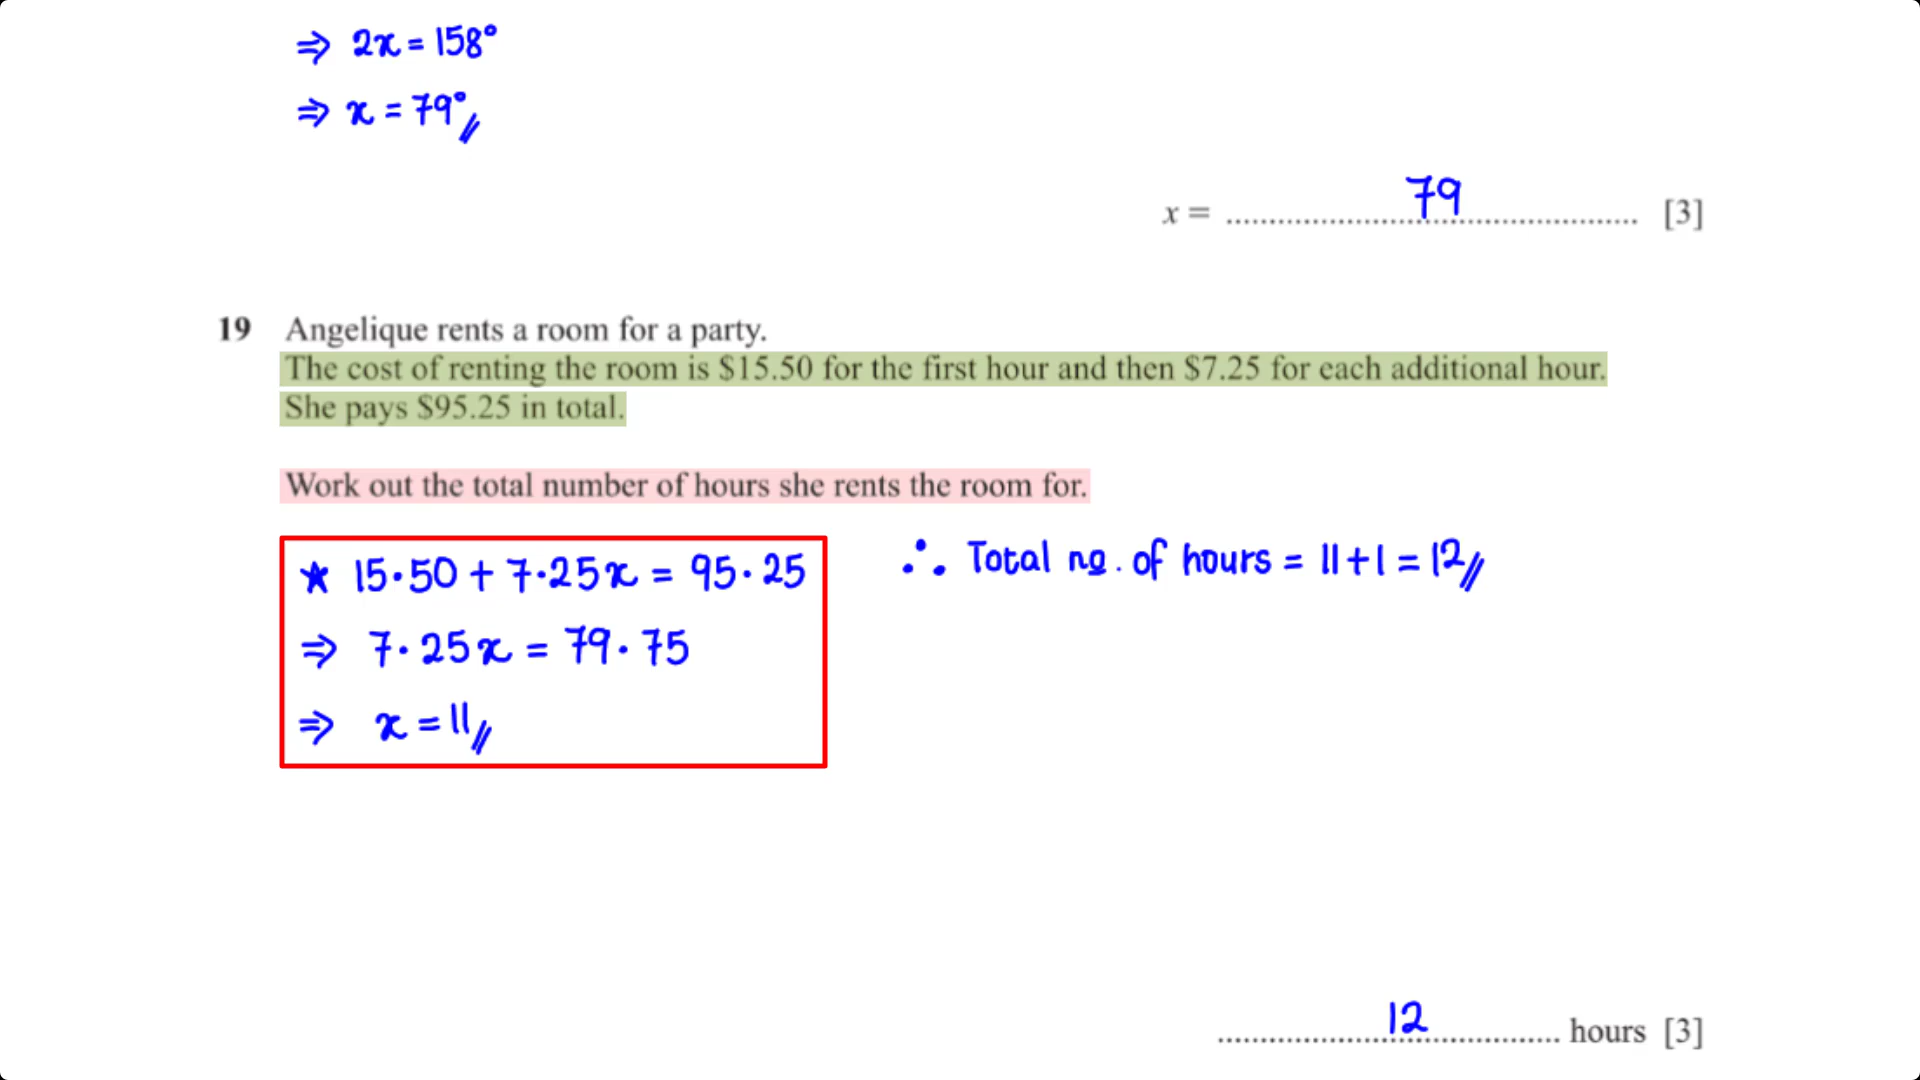 ⇒ 2x = 158°
⇒ x = 79°
79
x = ................................................ [3]
19 Angelique rents a room for a party.
The cost of renting the room is $15.50 for the first hour and then $7.25 for each additional hour.
She pays $95.25 in total.
Work out the total number of hours she rents the room for.
★ 15.50 + 7.25x = 95.25
⇒ 7.25x = 79.75
⇒ x = 11
∴ Total no. of hours = 11 + 1 = 12
12
........................................ hours [3]